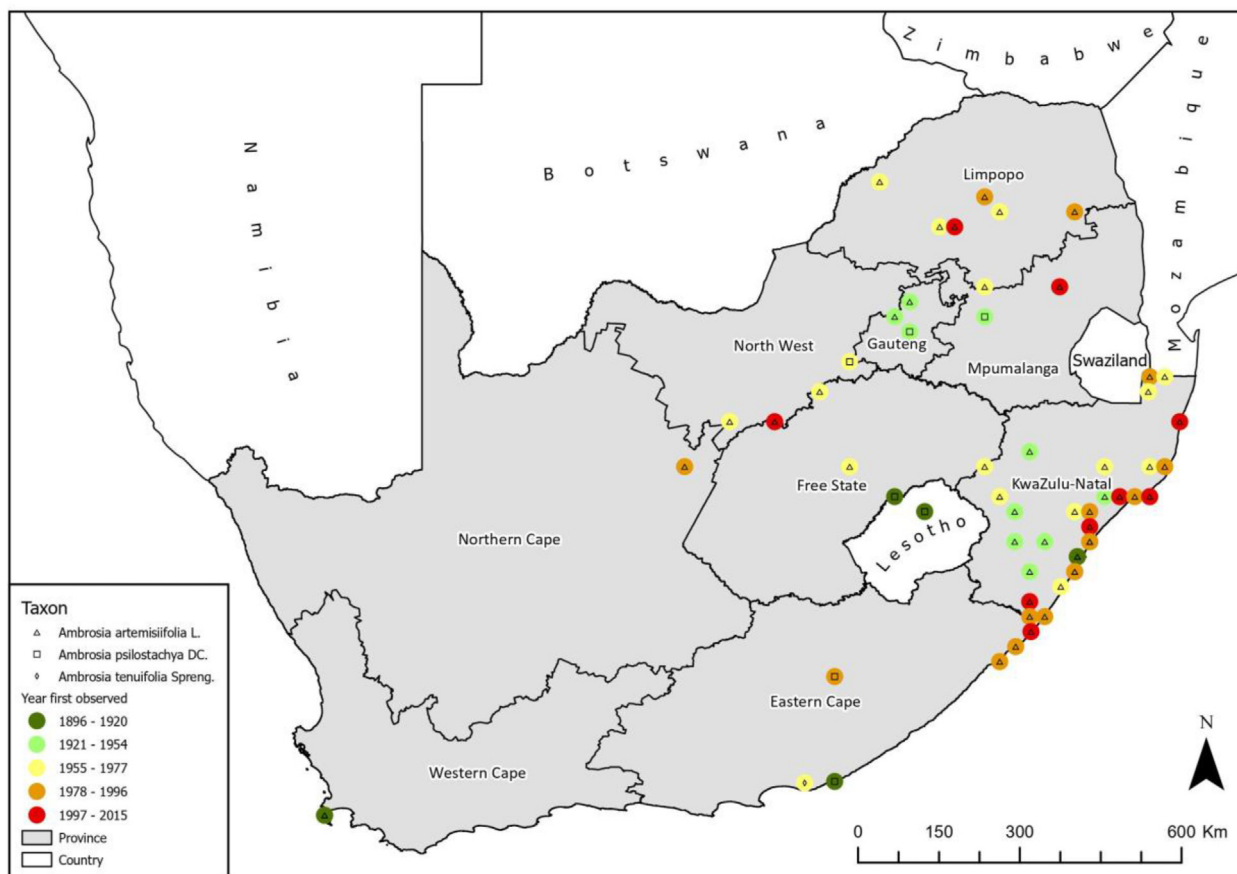 Zimbabwe
Mozambique
Namibia
Botswana
Limpopo
North West
Gauteng
Mpumalanga
Swaziland
Free State
KwaZulu-Natal
Northern Cape
Lesotho
Eastern Cape
Western Cape
Taxon
Ambrosia artemisiifolia L.
Ambrosia psilostachya DC.
Ambrosia tenuifolia Spreng.
Year first observed
1896 - 1920
1921 - 1954
1955 - 1977
1978 - 1996
1997 - 2015
Province
Country
N
0 150 300 600 Km